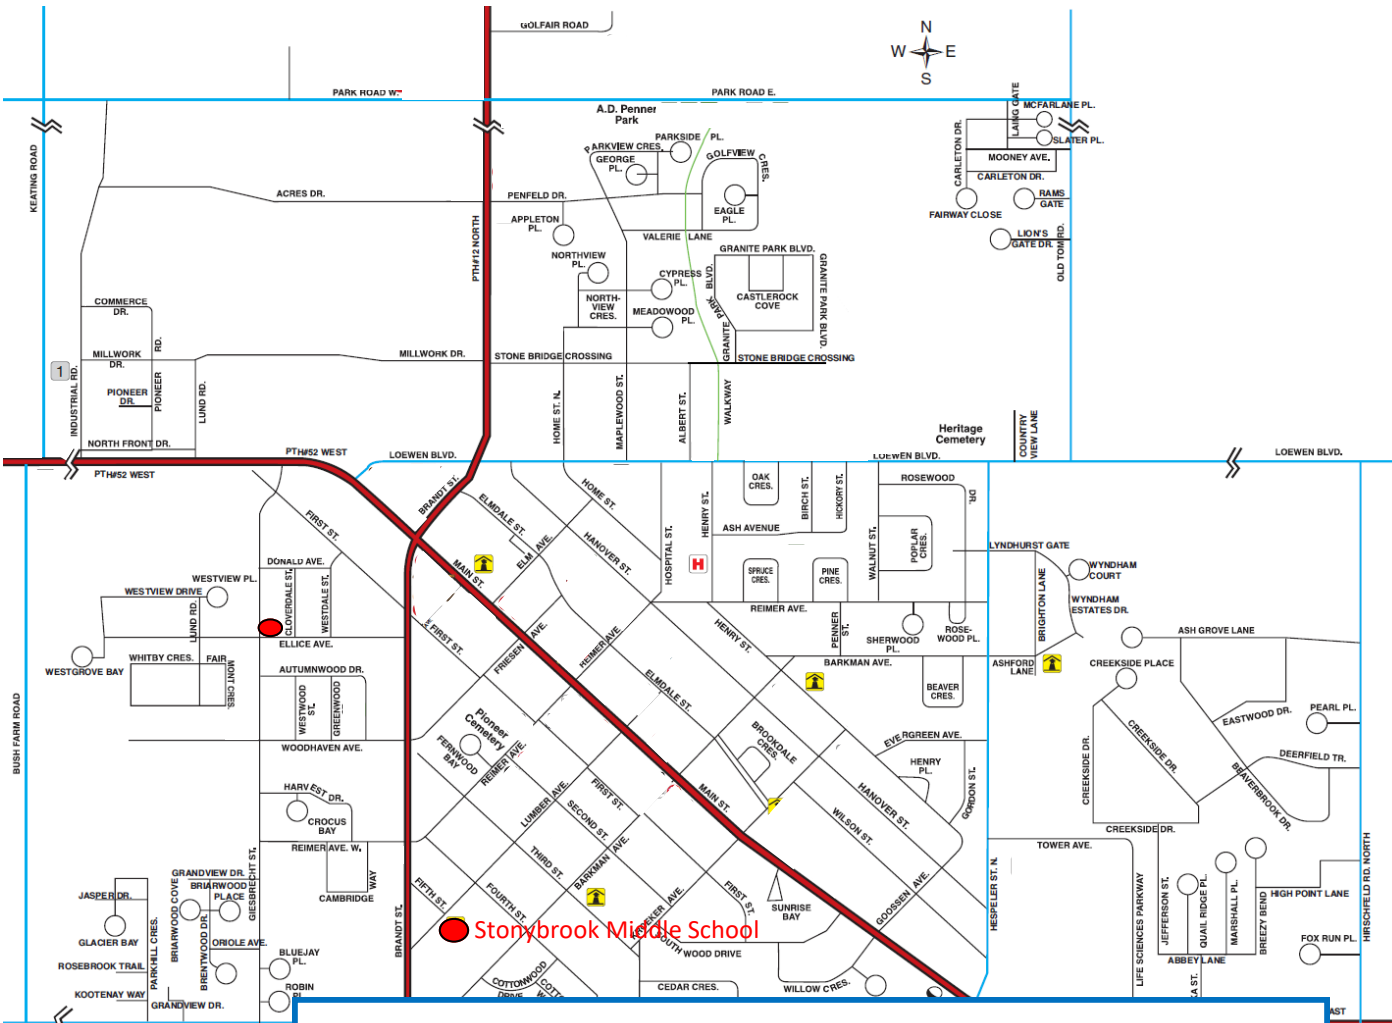 GOLFAIR ROAD
N
W E
S
PARK ROAD W.
PARK ROAD E.
A.D. Penner
Park
LAING GATE
MCFARLANE PL.
SLATER PL.
CARLETON DR.
MOONEY AVE.
CARLETON DR.
RAMS
GATE
FAIRWAY CLOSE
LION'S
GATE DR.
OLD TOM RD.
KEATING ROAD
PARKSIDE PL.
PARKVIEW CRES.
GEORGE
PL.
GOLFVIEW CRES.
EAGLE
PL.
ACRES DR.
PENFELD DR.
APPLETON
PL.
PTH#12 NORTH
VALERIE LANE
NORTHVIEW
PL.
GRANITE PARK BLVD.
GRANITE PARK BLVD.
GRANITE PARK BLVD.
CYPRESS
PL.
CASTLEROCK
COVE
NORTH-
VIEW
CRES.
MEADOWOOD
PL.
COMMERCE
DR.
MILLWORK
DR.
PIONEER RD.
PIONEER
DR.
INDUSTRIAL RD.
LUND RD.
1
MILLWORK DR.
STONE BRIDGE CROSSING
STONE BRIDGE CROSSING
HOME ST. N.
MAPLEWOOD ST.
ALBERT ST.
WALKWAY
NORTH FRONT DR.
Heritage
Cemetery
COUNTRY
VIEW LANE
PTH#52 WEST
PTH#52 WEST
LOEWEN BLVD.
LOEWEN BLVD.
LOEWEN BLVD.
BRANDT ST.
ELMDALE ST.
HOME ST.
HANOVER ST.
ELM AVE.
FIRST ST.
MAIN ST.
HOSPITAL ST.
HENRY ST.
H
OAK
CRES.
BIRCH ST.
HICKORY ST.
ASH AVENUE
ROSEWOOD DR.
POPLAR
CRES.
WALNUT ST.
SPRUCE
CRES.
PINE
CRES.
LYNDHURST GATE
WYNDHAM
COURT
WYNDHAM
ESTATES DR.
BRIGHTON LANE
DONALD AVE.
CLOVERDALE ST.
WESTDALE ST.
WESTVIEW PL.
WESTVIEW DRIVE
LUND RD.
ELLICE AVE.
WESTGROVE BAY
WHITBY CRES.
FAIR
MONT CRES.
AUTUMNWOOD DR.
WESTWOOD
ST.
GREENWOOD
WOODHAVEN AVE.
BUSH FARM ROAD
FIRST ST.
FRIESEN AVE.
REIMER AVE.
ELMDALE ST.
HENRY ST.
REIMER AVE.
PENNER
ST.
SHERWOOD
PL.
ROSE-
WOOD PL.
BARKMAN AVE.
ASHFORD
LANE
BEAVER
CRES.
ASH GROVE LANE
CREEKSIDE PLACE
CREEKSIDE DR.
CREEKSIDE DR.
CREEKSIDE DR.
EASTWOOD DR.
BEAVERBROOK DR.
PEARL PL.
DEERFIELD TR.
Pioneer
Cemetery
FERNWOOD
BAY
REIMER AVE.
BROOKDALE
CRES.
EVERGREEN AVE.
HENRY
PL.
GORDON ST.
HANOVER ST.
WILSON ST.
MAIN ST.
LUMBER AVE.
FIRST ST.
SECOND ST.
THIRD ST.
BARKMAN AVE.
FOURTH ST.
FIFTH ST.
FIRST ST.
GOOSSEN AVE.
SUNRISE
BAY
HARVEST DR.
CROCUS
BAY
REIMER AVE. W.
CAMBRIDGE WAY
GIESBRECHT ST.
BRANDT ST.
GRANDVIEW DR.
BRIARWOOD
PLACE
BRIARWOOD COVE
BRENTWOOD DR.
JASPER DR.
GLACIER BAY
PARKHILL CRES.
ROSEBROOK TRAIL
KOOTENAY WAY
GRANDVIEW DR.
ORIOLE AVE.
BLUEJAY
PL.
ROBIN
PL.
Stonybrook Middle School
SOUTH WOOD DRIVE
COTTONWOOD
DRIVE
CEDAR CRES.
WILLOW CRES.
HESPELER ST. N.
TOWER AVE.
LIFE SCIENCES PARKWAY
JEFFERSON ST.
QUAIL RIDGE PL.
MARSHALL PL.
BREEZY BEND
ABBEY LANE
HIGH POINT LANE
FOX RUN PL.
HIRSCHFIELD RD. NORTH
KA ST.
AST